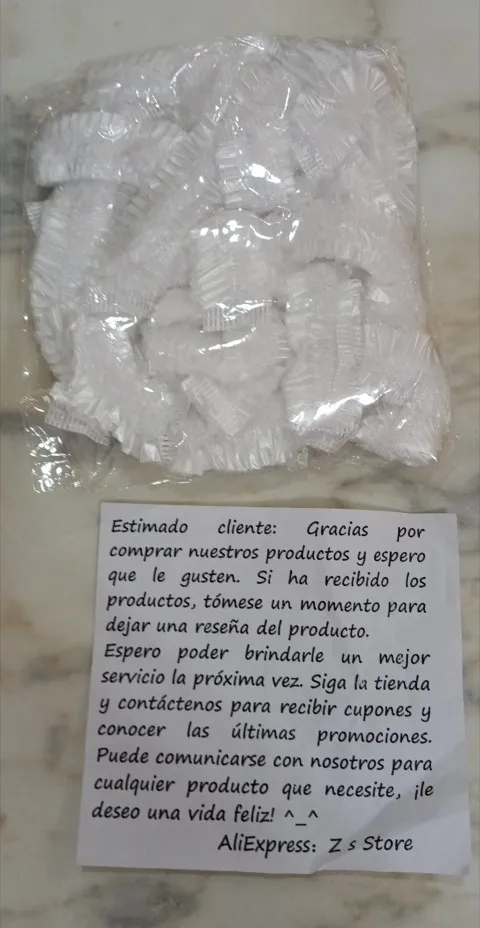 Estimado cliente: Gracias por
comprar nuestros productos y espero
que le gusten. Si ha recibido los
productos, tómese un momento para
dejar una reseña del producto.
Espero poder brindarle un mejor
servicio la próxima vez. Siga la tienda
y contáctenos para recibir cupones y
conocer las últimas promociones.
Puede comunicarse con nosotros para
cualquier producto que necesite, ¡le
deseo una vida feliz! ^_^
AliExpress: Z s Store